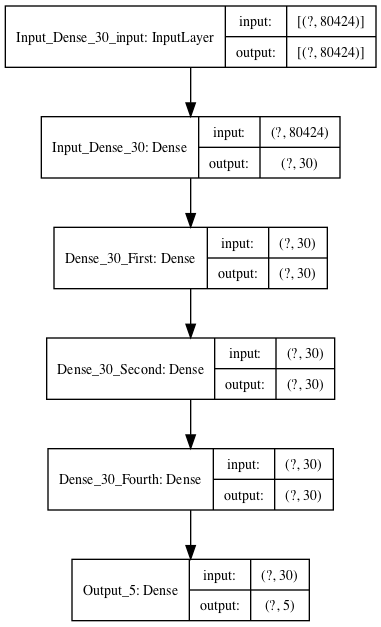 Input_Dense_30_input: InputLayer
input:
[(?, 80424)]
output:
[(?, 80424)]
Input_Dense_30: Dense
input:
(?, 80424)
output:
(?, 30)
Dense_30_First: Dense
input:
(?, 30)
output:
(?, 30)
Dense_30_Second: Dense
input:
(?, 30)
output:
(?, 30)
Dense_30_Fourth: Dense
input:
(?, 30)
output:
(?, 30)
Output_5: Dense
input:
(?, 30)
output:
(?, 5)